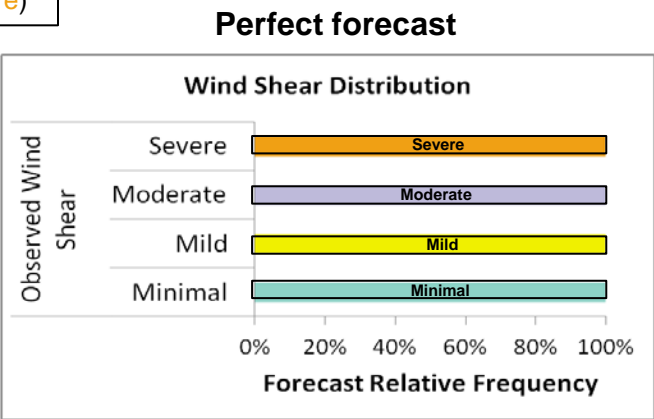 e)
Perfect forecast
Wind Shear Distribution
Observed Wind
Shear
Severe
Severe
Moderate
Moderate
Mild
Mild
Minimal
Minimal
0% 20% 40% 60% 80% 100%
Forecast Relative Frequency